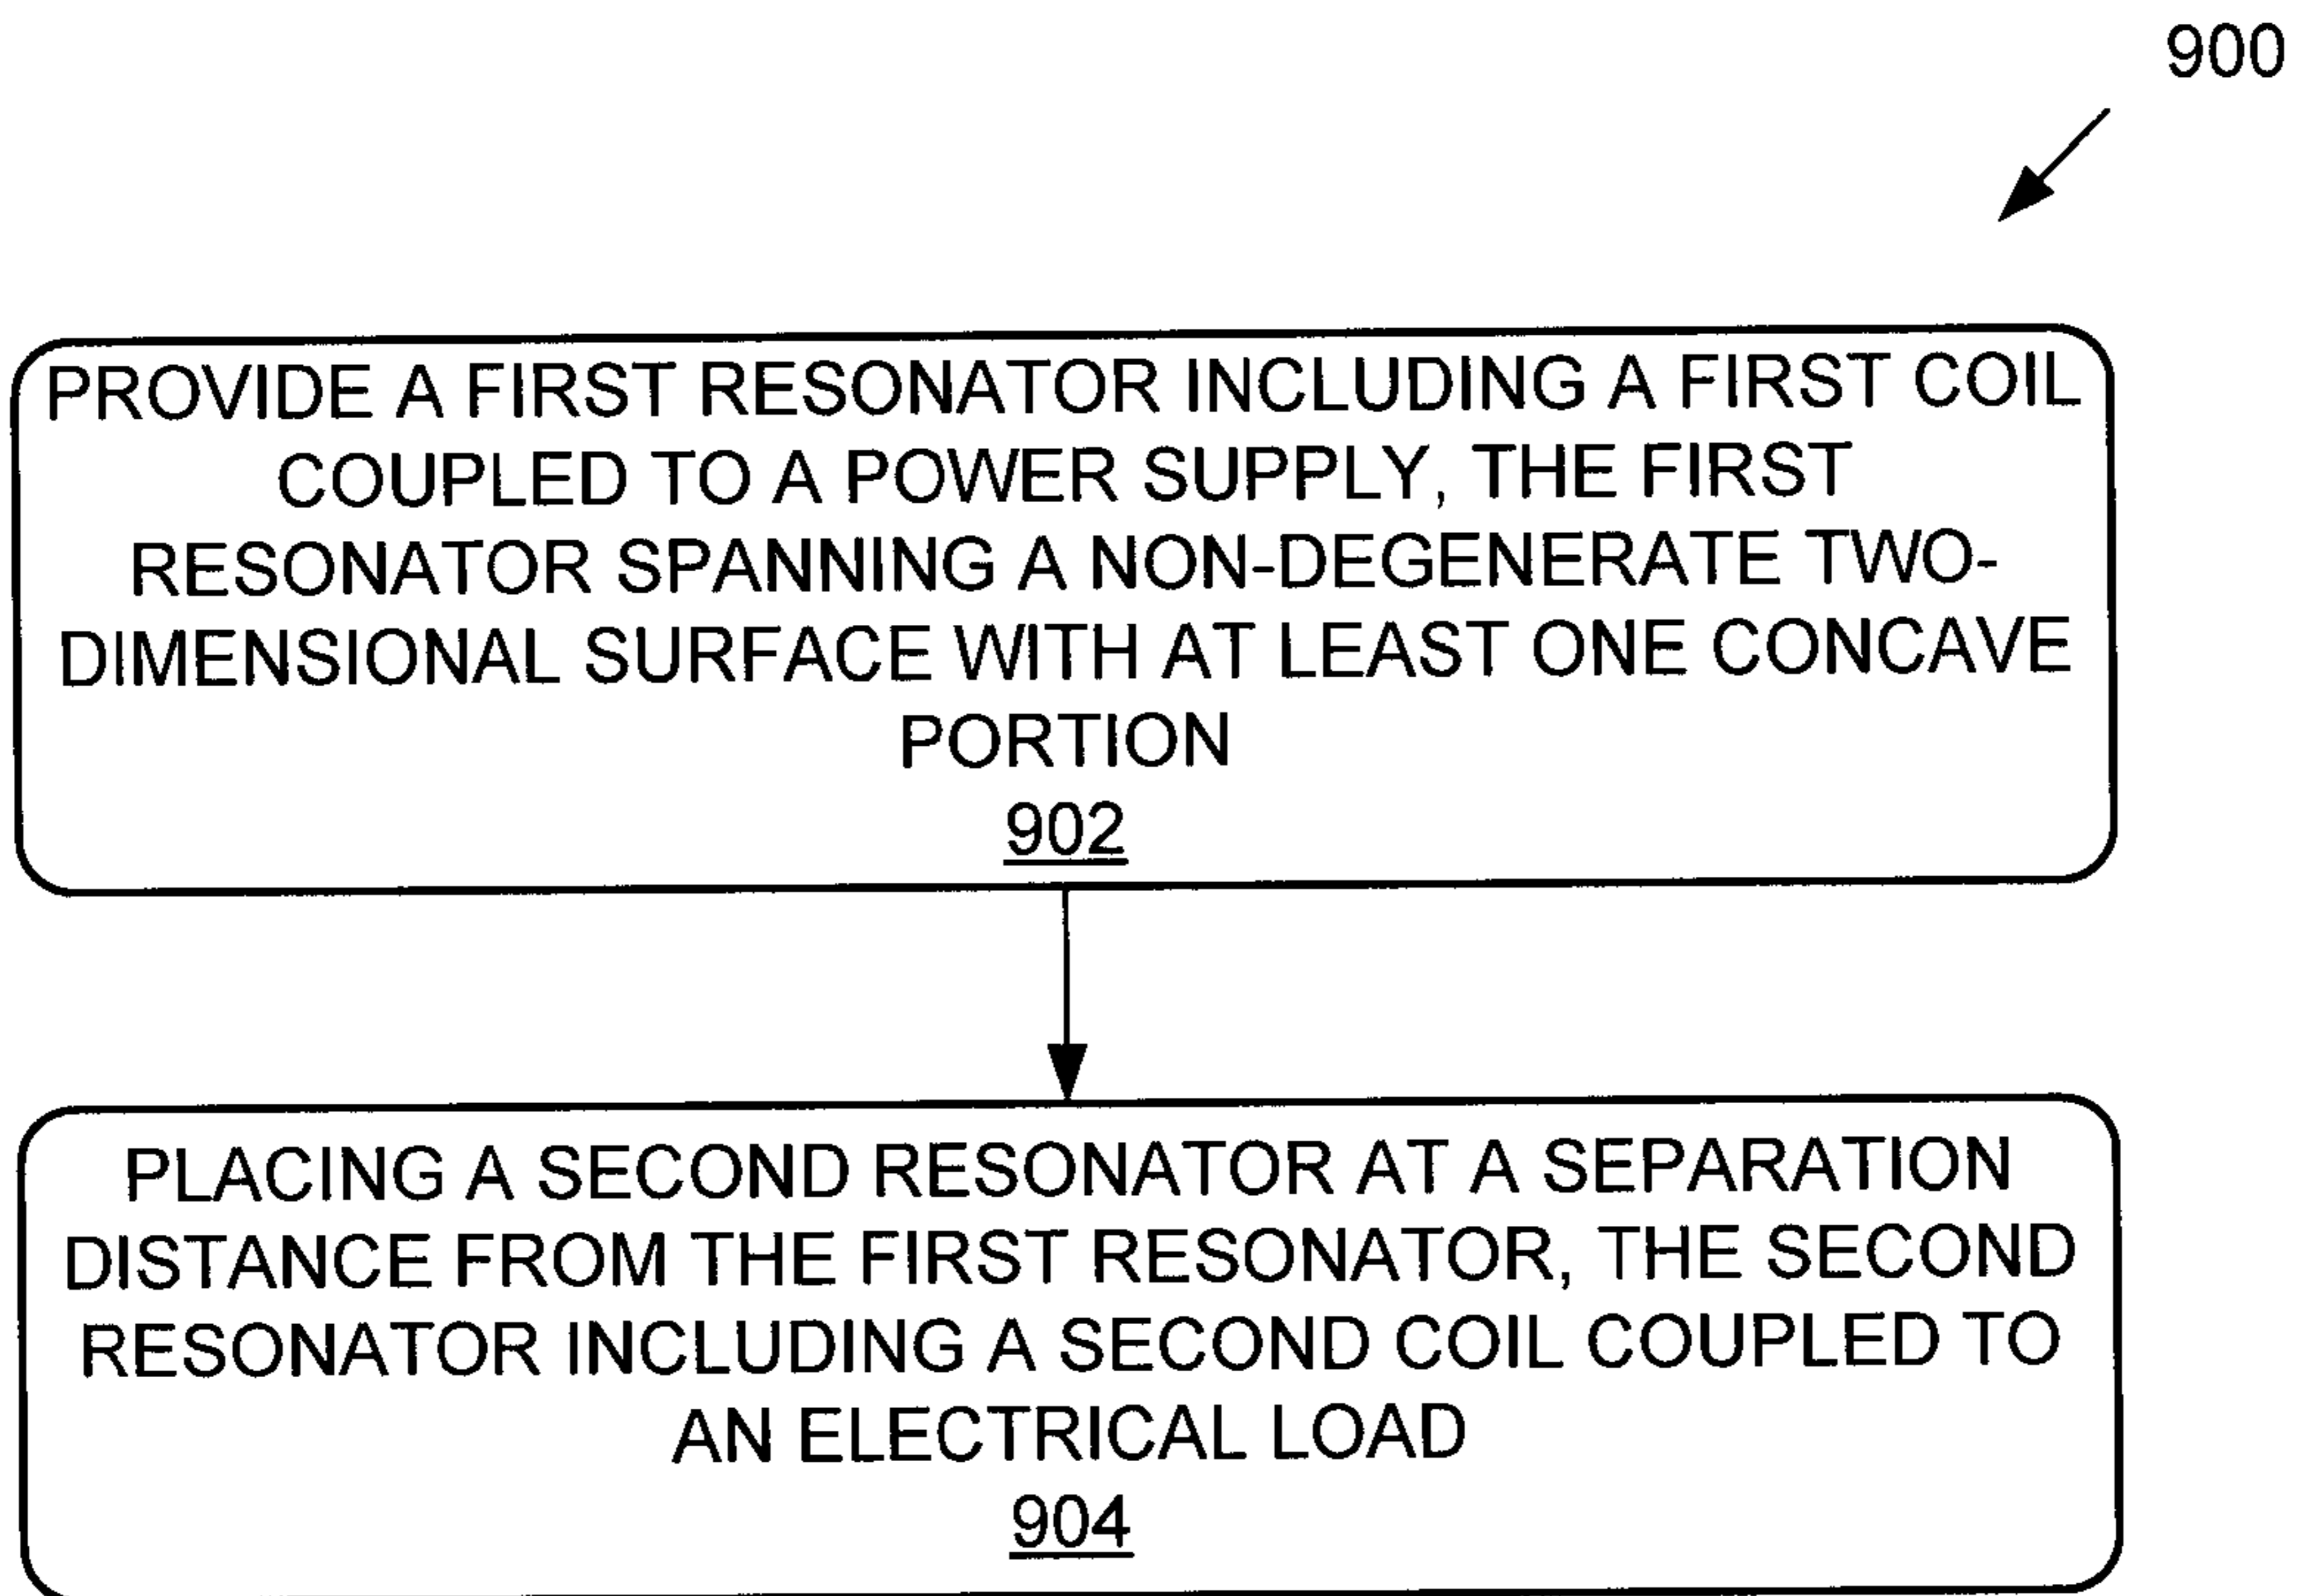 900
PROVIDE A FIRST RESONATOR INCLUDING A FIRST COIL
COUPLED TO A POWER SUPPLY, THE FIRST
RESONATOR SPANNING A NON-DEGENERATE TWO-
DIMENSIONAL SURFACE WITH AT LEAST ONE CONCAVE
PORTION
902
PLACING A SECOND RESONATOR AT A SEPARATION
DISTANCE FROM THE FIRST RESONATOR, THE SECOND
RESONATOR INCLUDING A SECOND COIL COUPLED TO
AN ELECTRICAL LOAD
904